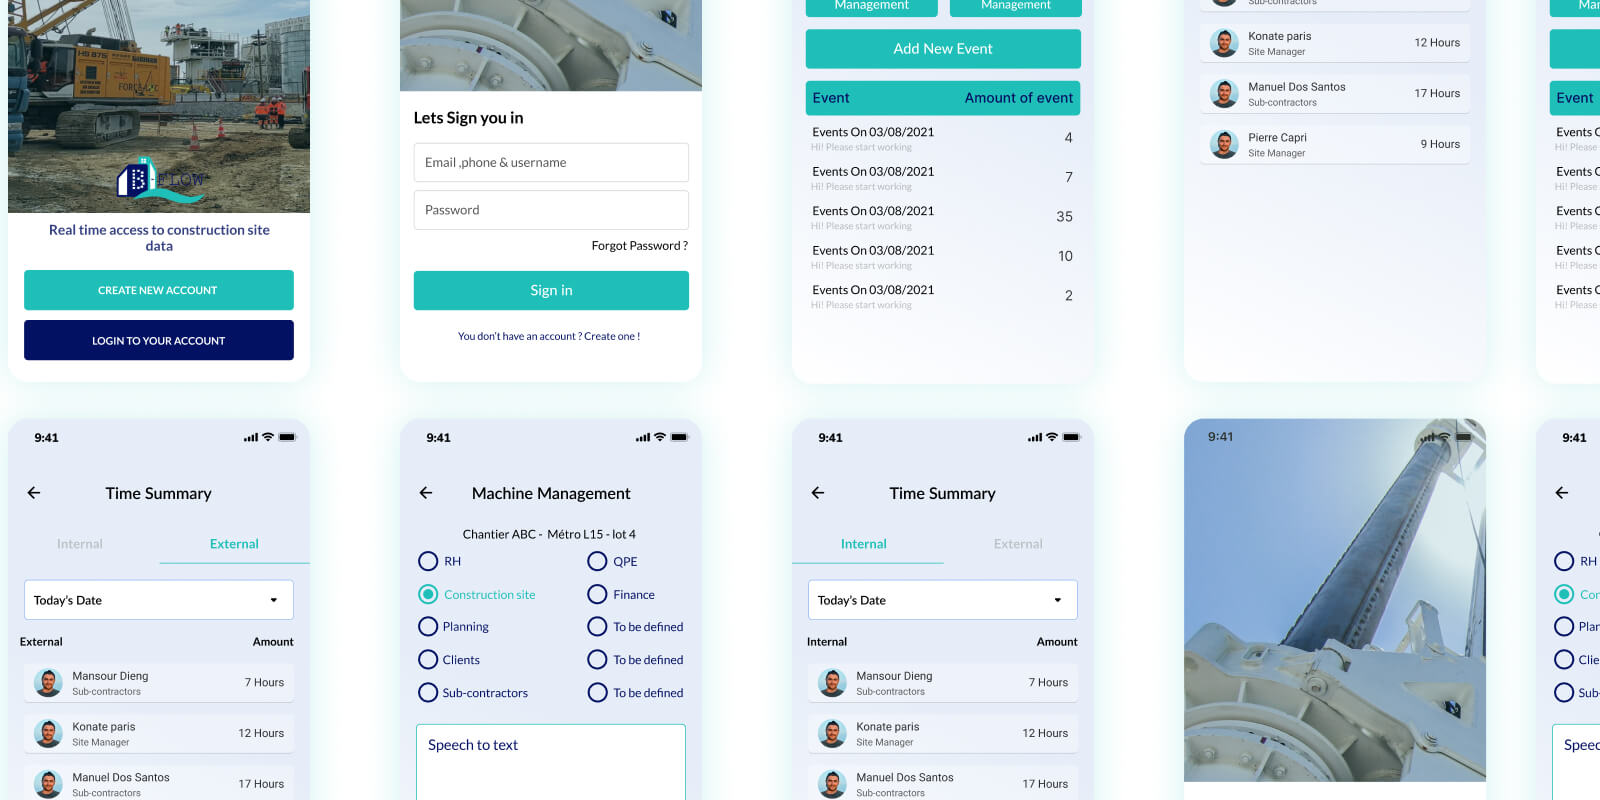 HS 875
LIEBHERR
B-FLOW
Real time access to construction site
data
CREATE NEW ACCOUNT
LOGIN TO YOUR ACCOUNT
Lets Sign you in
Email ,phone & username
Password
Forgot Password ?
Sign in
You don't have an account ? Create one !
Management
Management
Add New Event
Event
Amount of event
Events On 03/08/2021
Hi! Please start working
4
Events On 03/08/2021
Hi! Please start working
7
Events On 03/08/2021
Hi! Please start working
35
Events On 03/08/2021
Hi! Please start working
10
Events On 03/08/2021
Hi! Please start working
2
Sub-contractors
Konate paris
Site Manager
12 Hours
Manuel Dos Santos
Sub-contractors
17 Hours
Pierre Capri
Site Manager
9 Hours
Mar
Event
Events C
Hi! Please
Events C
Hi! Please
Events C
Hi! Please
Events C
Hi! Please
Events C
Hi! Please
9:41
Time Summary
Internal
External
Today's Date
External
Amount
Mansour Dieng
Sub-contractors
7 Hours
Konate paris
Site Manager
12 Hours
Manuel Dos Santos
Sub-contractors
17 Hours
9:41
Machine Management
Chantier ABC - Métro L15 - lot 4
RH
QPE
Construction site
Finance
Planning
To be defined
Clients
To be defined
Sub-contractors
To be defined
Speech to text
9:41
Time Summary
Internal
External
Today's Date
Internal
Amount
Mansour Dieng
Sub-contractors
7 Hours
Konate paris
Site Manager
12 Hours
Manuel Dos Santos
Sub-contractors
17 Hours
9:41
9:41
RH
Con
Plan
Clie
Sub-
Speec